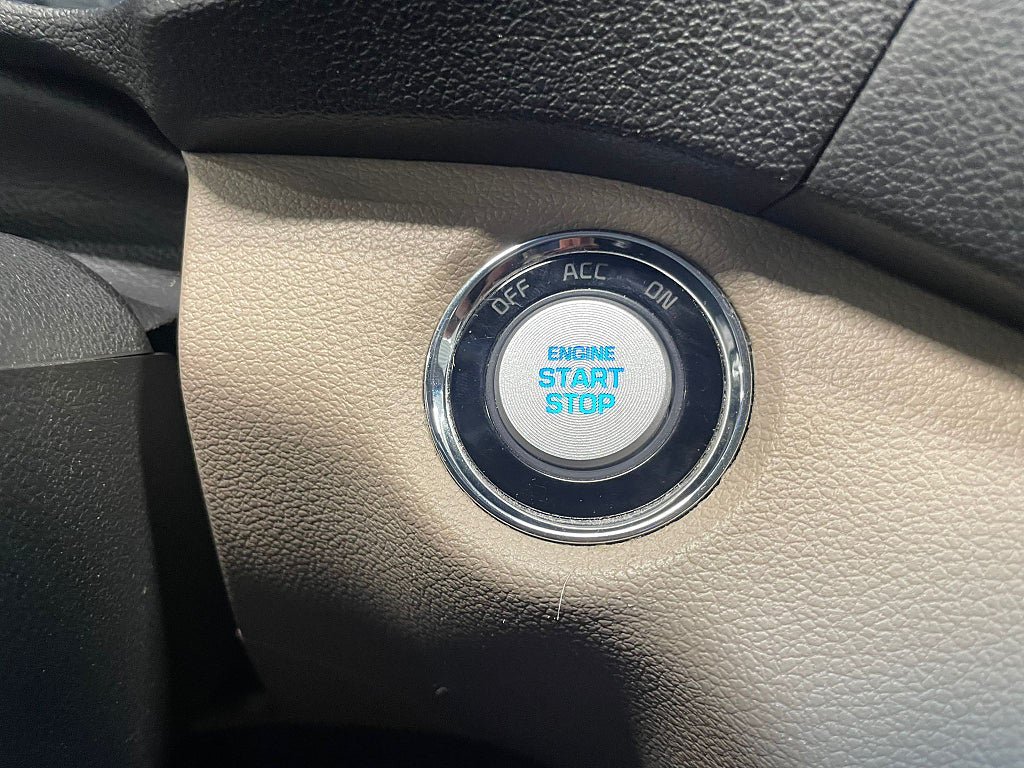 OFF ACC ON
ENGINE
START
STOP